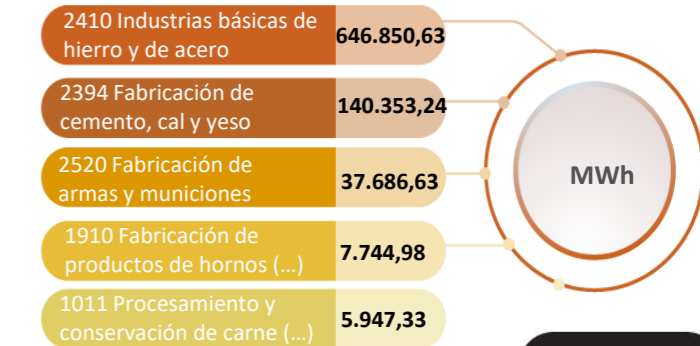 2410 Industrias básicas de
hierro y de acero
646.850,63
2394 Fabricación de
cemento, cal y yeso
140.353,24
2520 Fabricación de
armas y municiones
37.686,63
1910 Fabricación de
productos de hornos (...)
7.744,98
1011 Procesamiento y
conservación de carne (...)
5.947,33
MWh